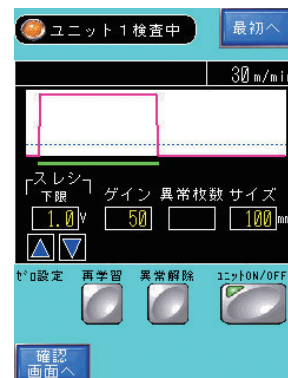 ユニット1検査中
最初へ
30m/mi
スレシ
下限
ゲイン 異常枚数 サイズ
1.0V 50 100mm
ゼロ設定 再学習 異常解除 ユニットON/OFF
確認
画面へ